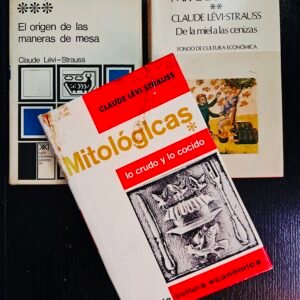 ***
El origen de las
maneras de mesa
Claude Lévi-Strauss
**
CLAUDE LÉVI-STRAUSS
De la miel a las cenizas
FONDO DE CULTURA ECONÓMICA
CLAUDE LÉVI-STRAUSS
Mitológicas
*
lo crudo y lo cocido